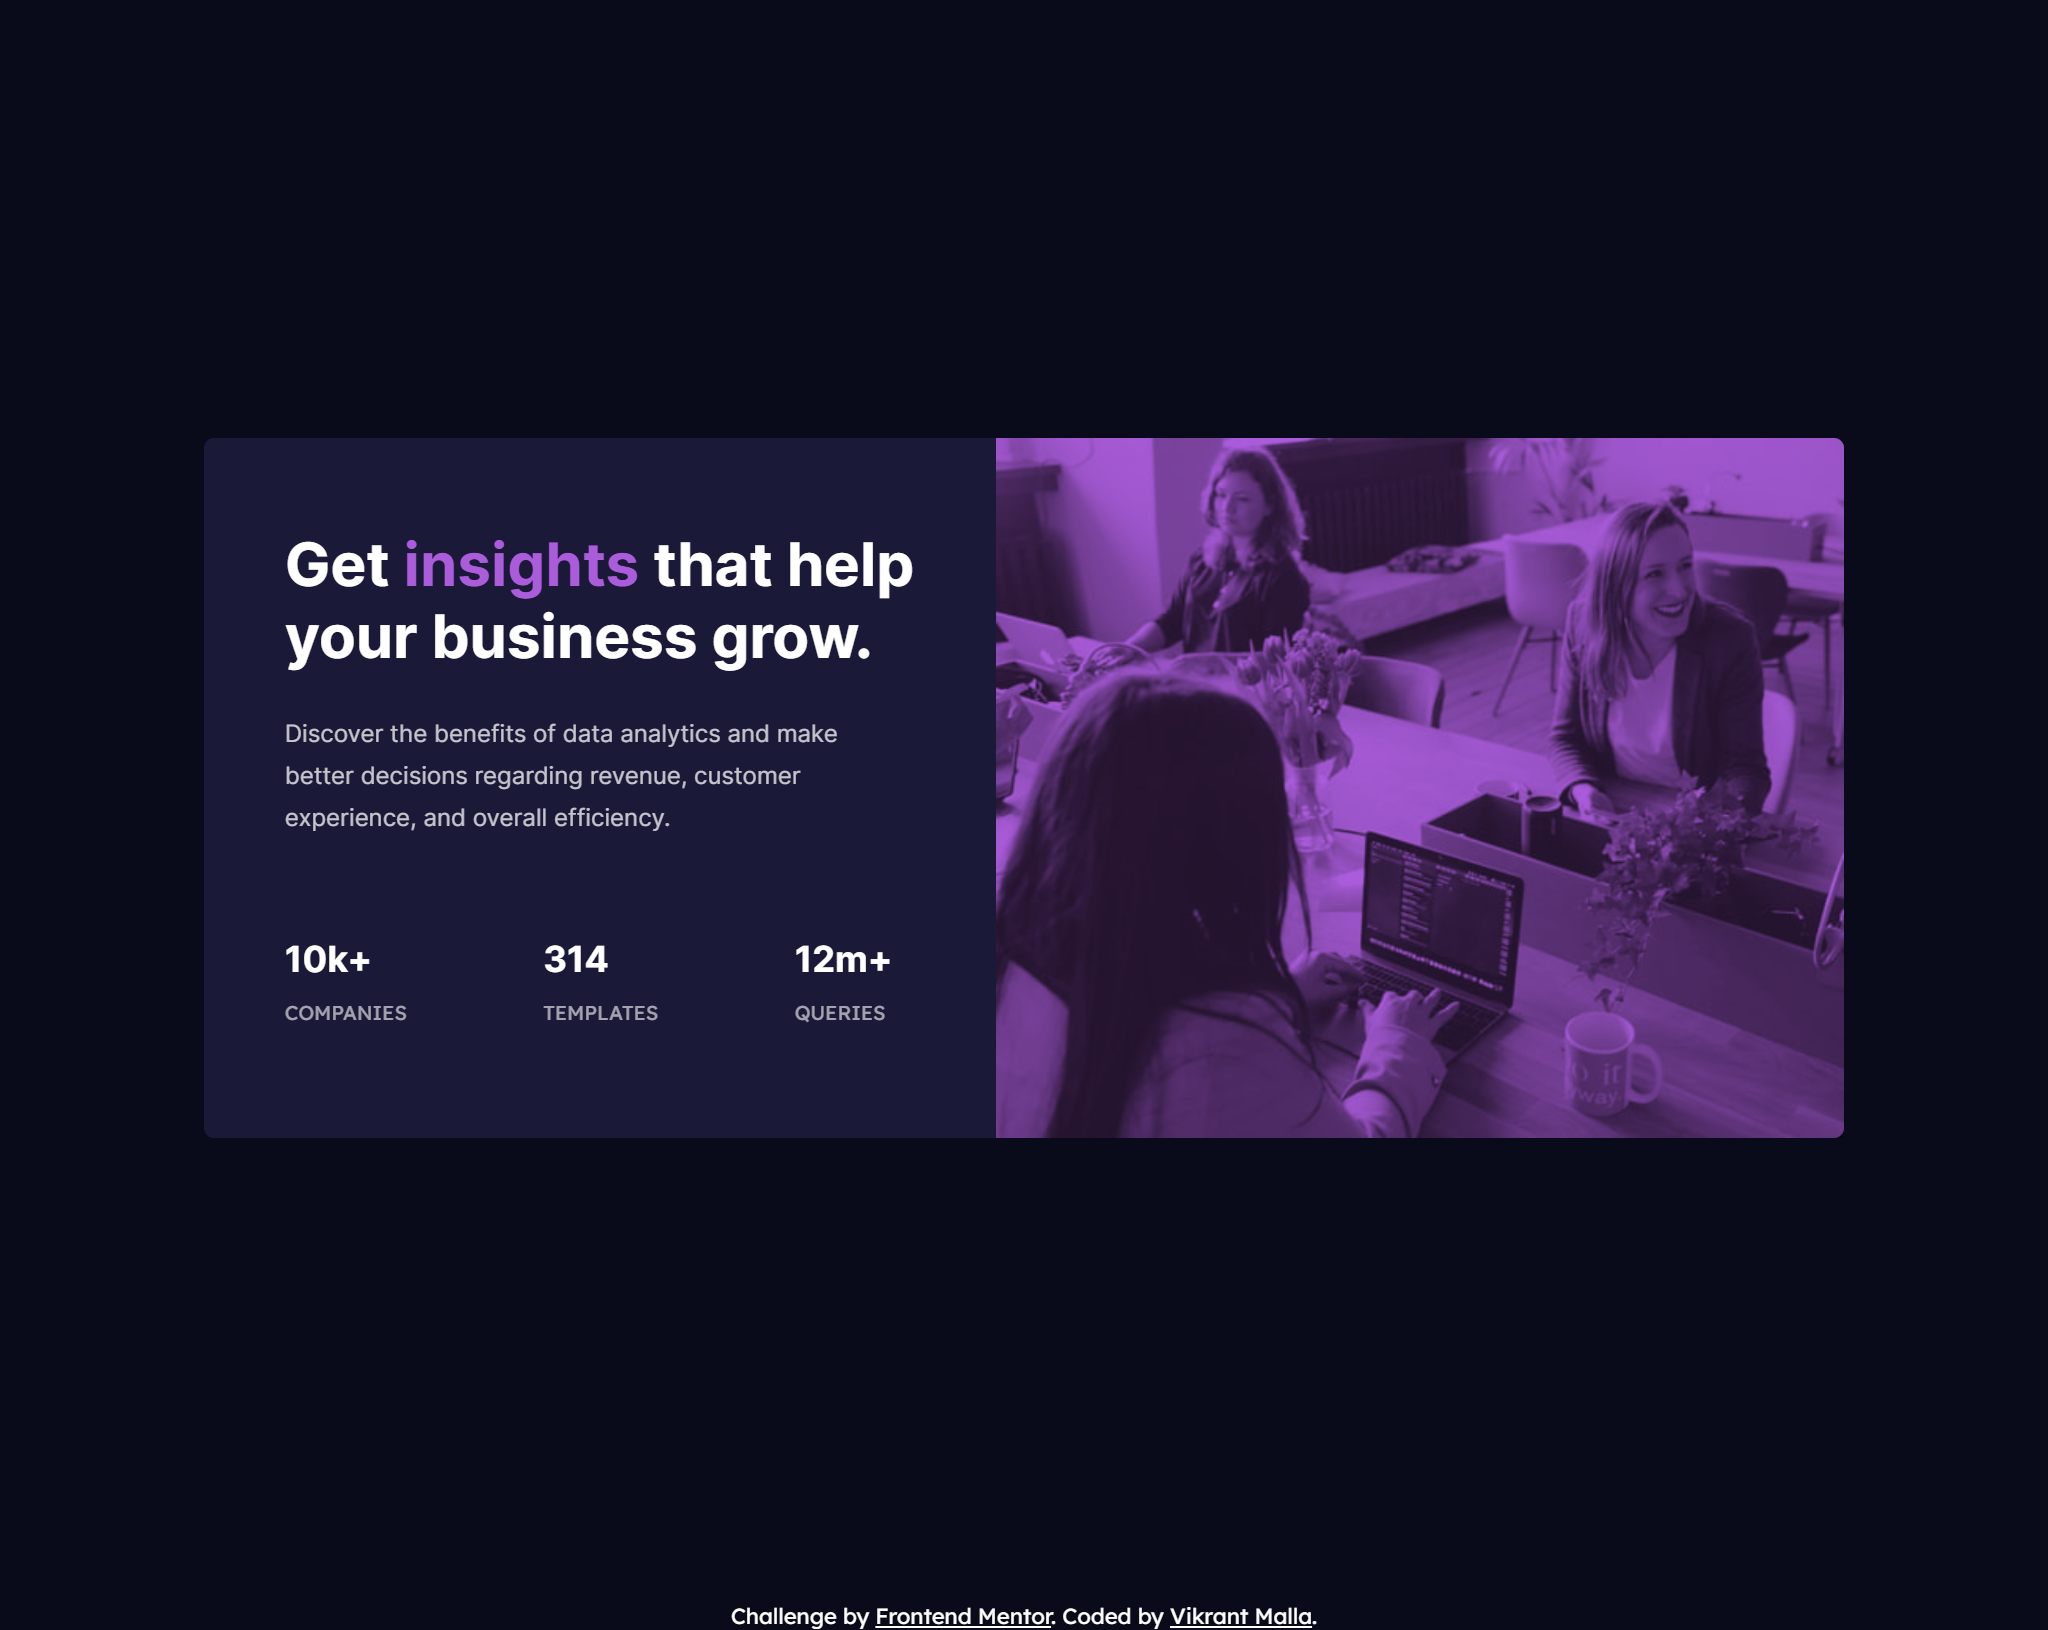 Get insights that help
your business grow.
Discover the benefits of data analytics and make
better decisions regarding revenue, customer
experience, and overall efficiency.
10k+
COMPANIES
314
TEMPLATES
12m+
QUERIES
it
way.
Challenge by Frontend Mentor. Coded by Vikrant Malla.